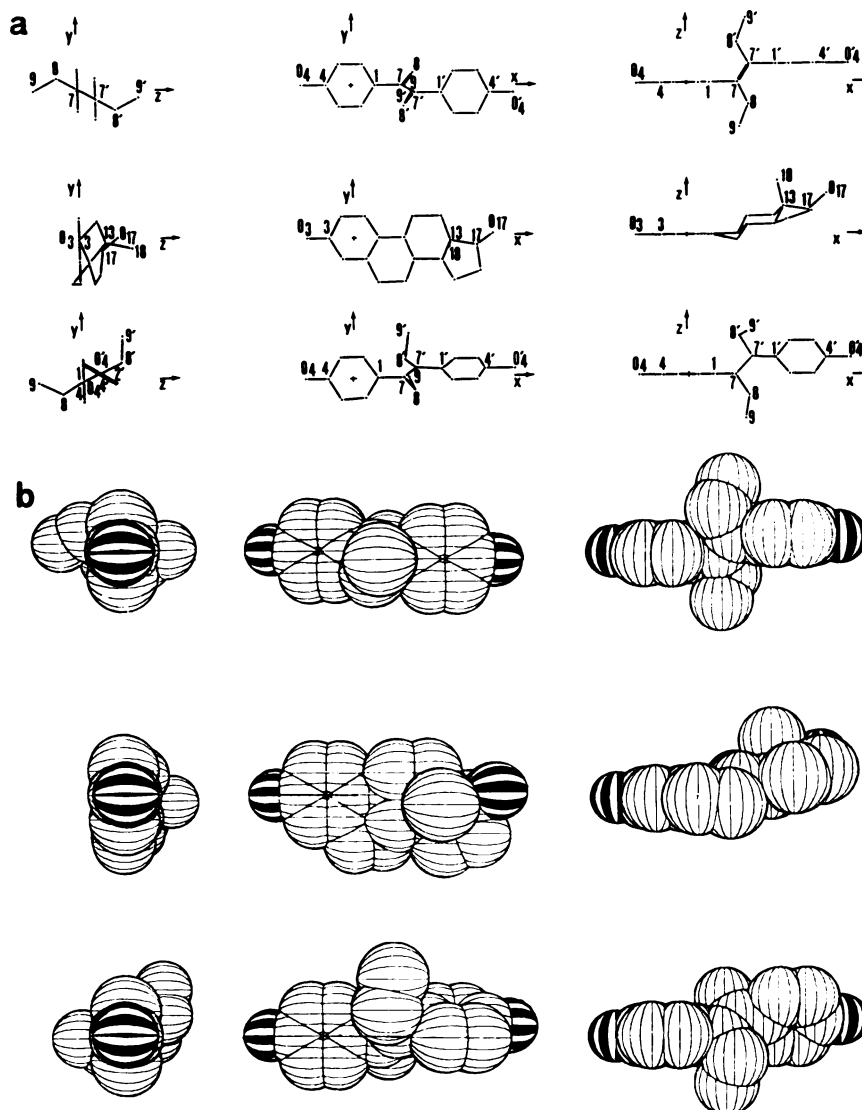 a
y z 9 8 7 7' 9' 8'
y x O4 4 1 7 9 8 9' 8' 7' 1' 4' O'4
z x O4 4 1 7 8 9 9' 8' 7' 1' 4' O'4
y z O3 3 13 O17 17 18
y x O3 3 13 17 O17 18
z x O3 3 18 13 17 O17
y z 9 8 1 4 O'4 9' 8' 7'
y x O4 4 1 7 9 8 9' 8' 7' 1' 4' O'4
z x O4 4 1 7 8 9 8' 9' 7' 1' 4' O'4
b